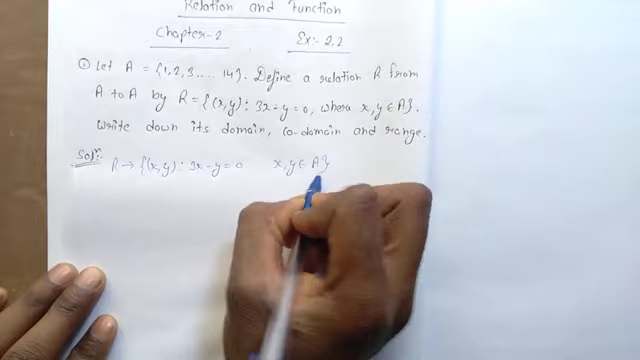 Relation and Function
Chapter-2 Ex:- 2.2
① Let A = {1,2,3.....14}. Define a relation R from
A to A by R = {(x,y) : 3x-y=0, where x,y ∈ A}.
Write down its domain, co-domain and range.
Solⁿ:- R → {(x,y) : 3x-y=0 x,y ∈ A}